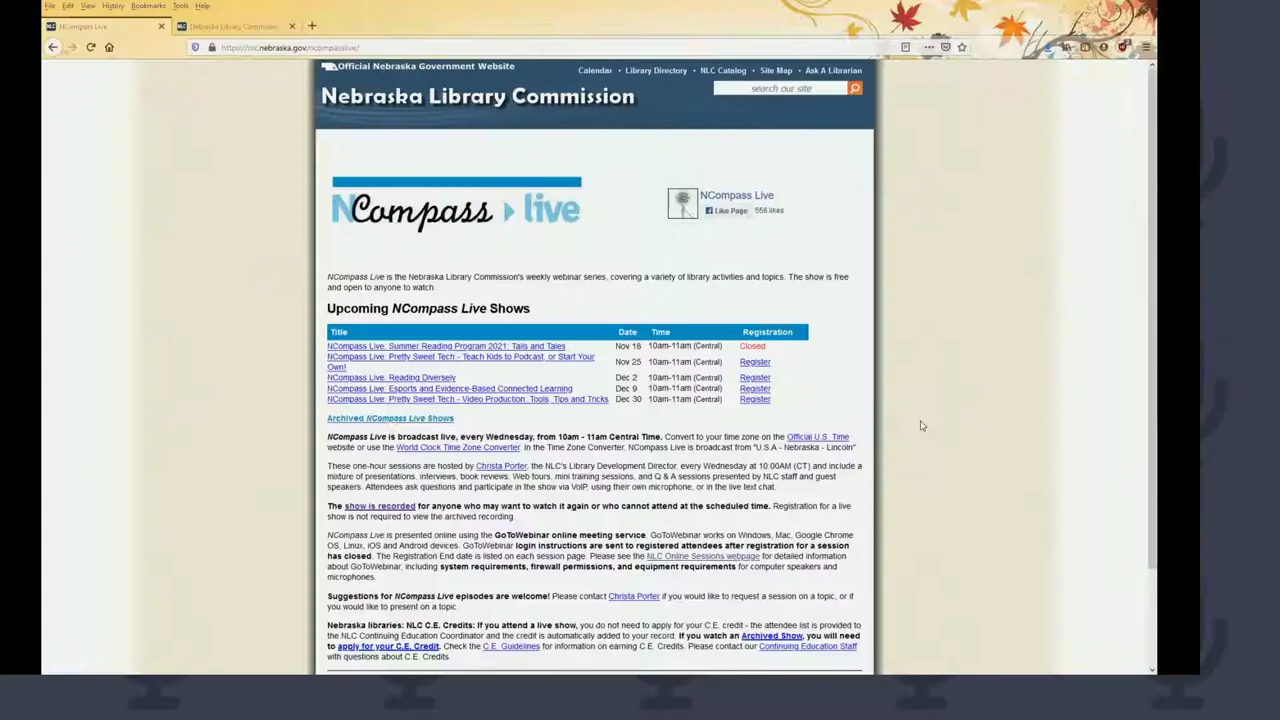 File Edit View History Bookmarks Tools Help
NCompass Live
Nebraska Library Commission
https://nlc.nebraska.gov/ncompasslive/
Official Nebraska Government Website
Calendar • Library Directory • NLC Catalog • Site Map • Ask A Librarian
Nebraska Library Commission
search our site
NCompass live
NCompass Live
Like Page 556 likes
NCompass Live is the Nebraska Library Commission's weekly webinar series, covering a variety of library activities and topics. The show is free
and open to anyone to watch.
Upcoming NCompass Live Shows
Title Date Time Registration
NCompass Live: Summer Reading Program 2021: Tails and Tales Nov 18 10am-11am (Central) Closed
NCompass Live: Pretty Sweet Tech - Teach Kids to Podcast, or Start Your
Own! Nov 25 10am-11am (Central) Register
NCompass Live: Reading Diversely Dec 2 10am-11am (Central) Register
NCompass Live: Esports and Evidence-Based Connected Learning Dec 9 10am-11am (Central) Register
NCompass Live: Pretty Sweet Tech - Video Production: Tools, Tips and Tricks Dec 30 10am-11am (Central) Register
Archived NCompass Live Shows
NCompass Live is broadcast live, every Wednesday, from 10am - 11am Central Time. Convert to your time zone on the Official U.S. Time
website or use the World Clock Time Zone Converter. In the Time Zone Converter, NCompass Live is broadcast from "U.S.A - Nebraska - Lincoln"
These one-hour sessions are hosted by Christa Porter, the NLC's Library Development Director, every Wednesday at 10:00AM (CT) and include a
mixture of presentations, interviews, book reviews, Web tours, mini training sessions, and Q & A sessions presented by NLC staff and guest
speakers. Attendees ask questions and participate in the show via VoIP, using their own microphone, or in the live text chat.
The show is recorded for anyone who may want to watch it again or who cannot attend at the scheduled time. Registration for a live
show is not required to view the archived recording.
NCompass Live is presented online using the GoToWebinar online meeting service. GoToWebinar works on Windows, Mac, Google Chrome
OS, Linux, iOS and Android devices. GoToWebinar login instructions are sent to registered attendees after registration for a session
has closed. The Registration End date is listed on each session page. Please see the NLC Online Sessions webpage for detailed information
about GoToWebinar, including system requirements, firewall permissions, and equipment requirements for computer speakers and
microphones.
Suggestions for NCompass Live episodes are welcome! Please contact Christa Porter if you would like to request a session on a topic, or if
you would like to present on a topic.
Nebraska libraries: NLC C.E. Credits: If you attend a live show, you do not need to apply for your C.E. credit - the attendee list is provided to
the NLC Continuing Education Coordinator and the credit is automatically added to your record. If you watch an Archived Show, you will need
to apply for your C.E. Credit. Check the C.E. Guidelines for information on earning C.E. Credits. Please contact our Continuing Education Staff
with questions about C.E. Credits.